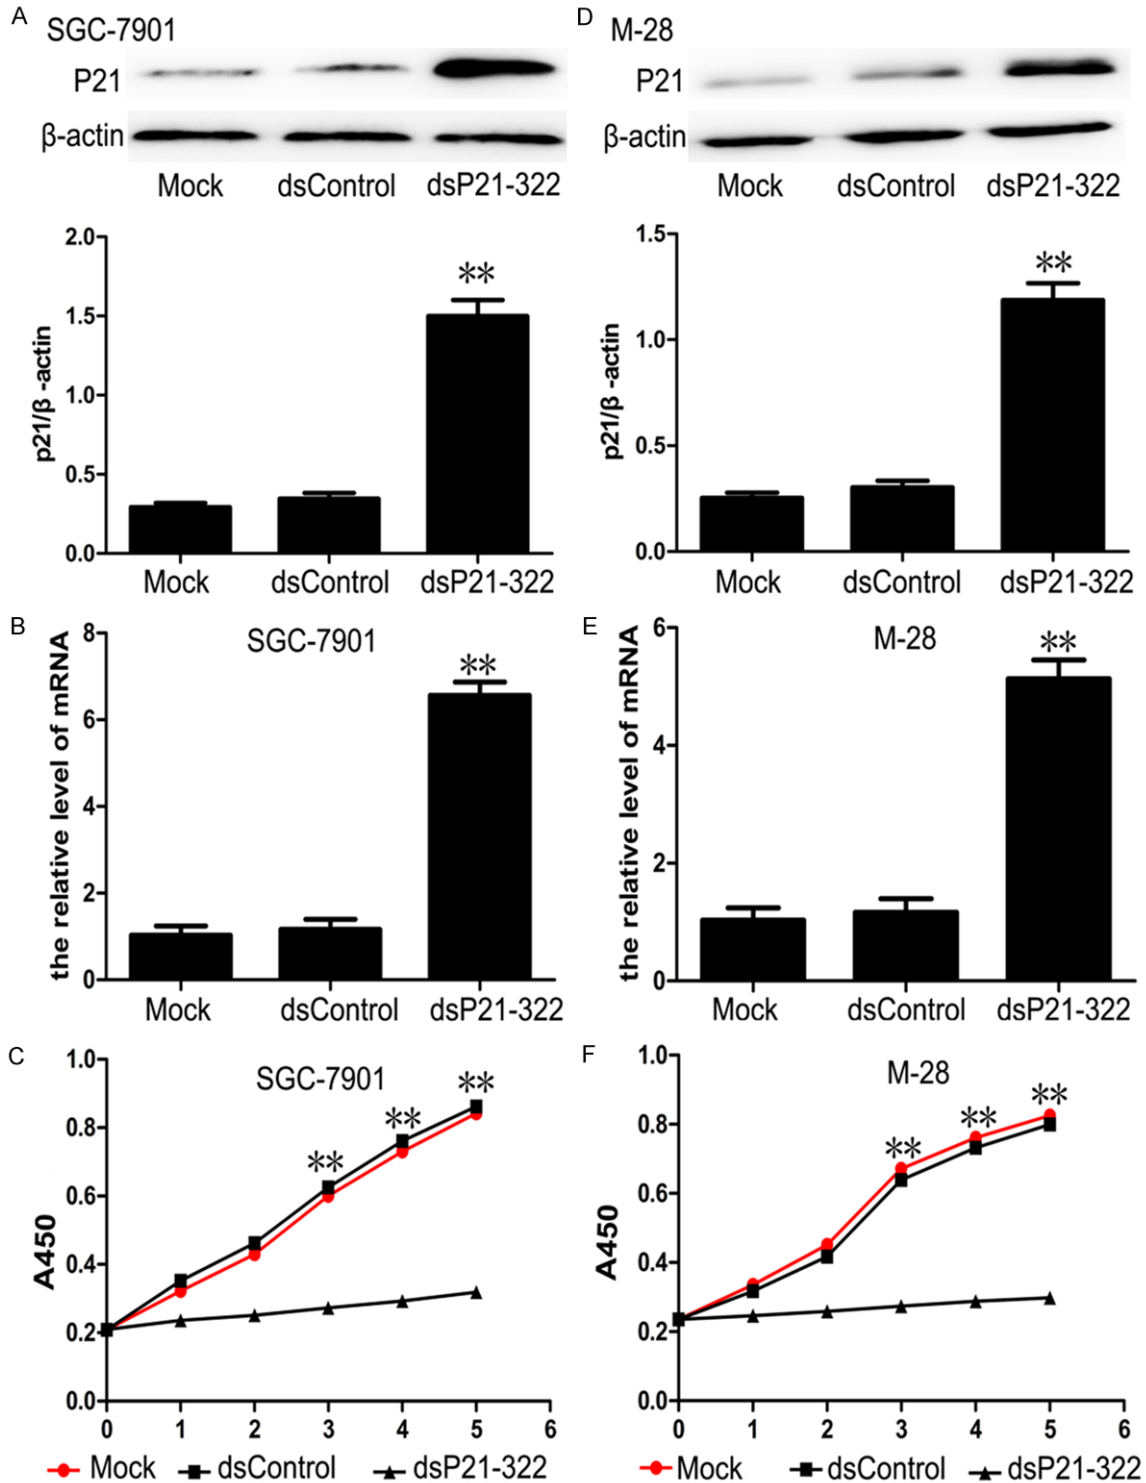 A
SGC-7901
P21
β-actin
Mock dsControl dsP21-322
2.0
1.5
1.0
0.5
0.0
p21/β -actin
**
Mock dsControl dsP21-322
B
SGC-7901
8
6
4
2
0
the relative level of mRNA
**
Mock dsControl dsP21-322
C
SGC-7901
1.0
0.8
0.6
0.4
0.2
0.0
A450
** ** **
0 1 2 3 4 5 6
Mock dsControl dsP21-322
D
M-28
P21
β-actin
Mock dsControl dsP21-322
1.5
1.0
0.5
0.0
p21/β -actin
**
Mock dsControl dsP21-322
E
M-28
6
4
2
0
the relative level of mRNA
**
Mock dsControl dsP21-322
F
M-28
1.0
0.8
0.6
0.4
0.2
0.0
A450
** ** **
0 1 2 3 4 5 6
Mock dsControl dsP21-322